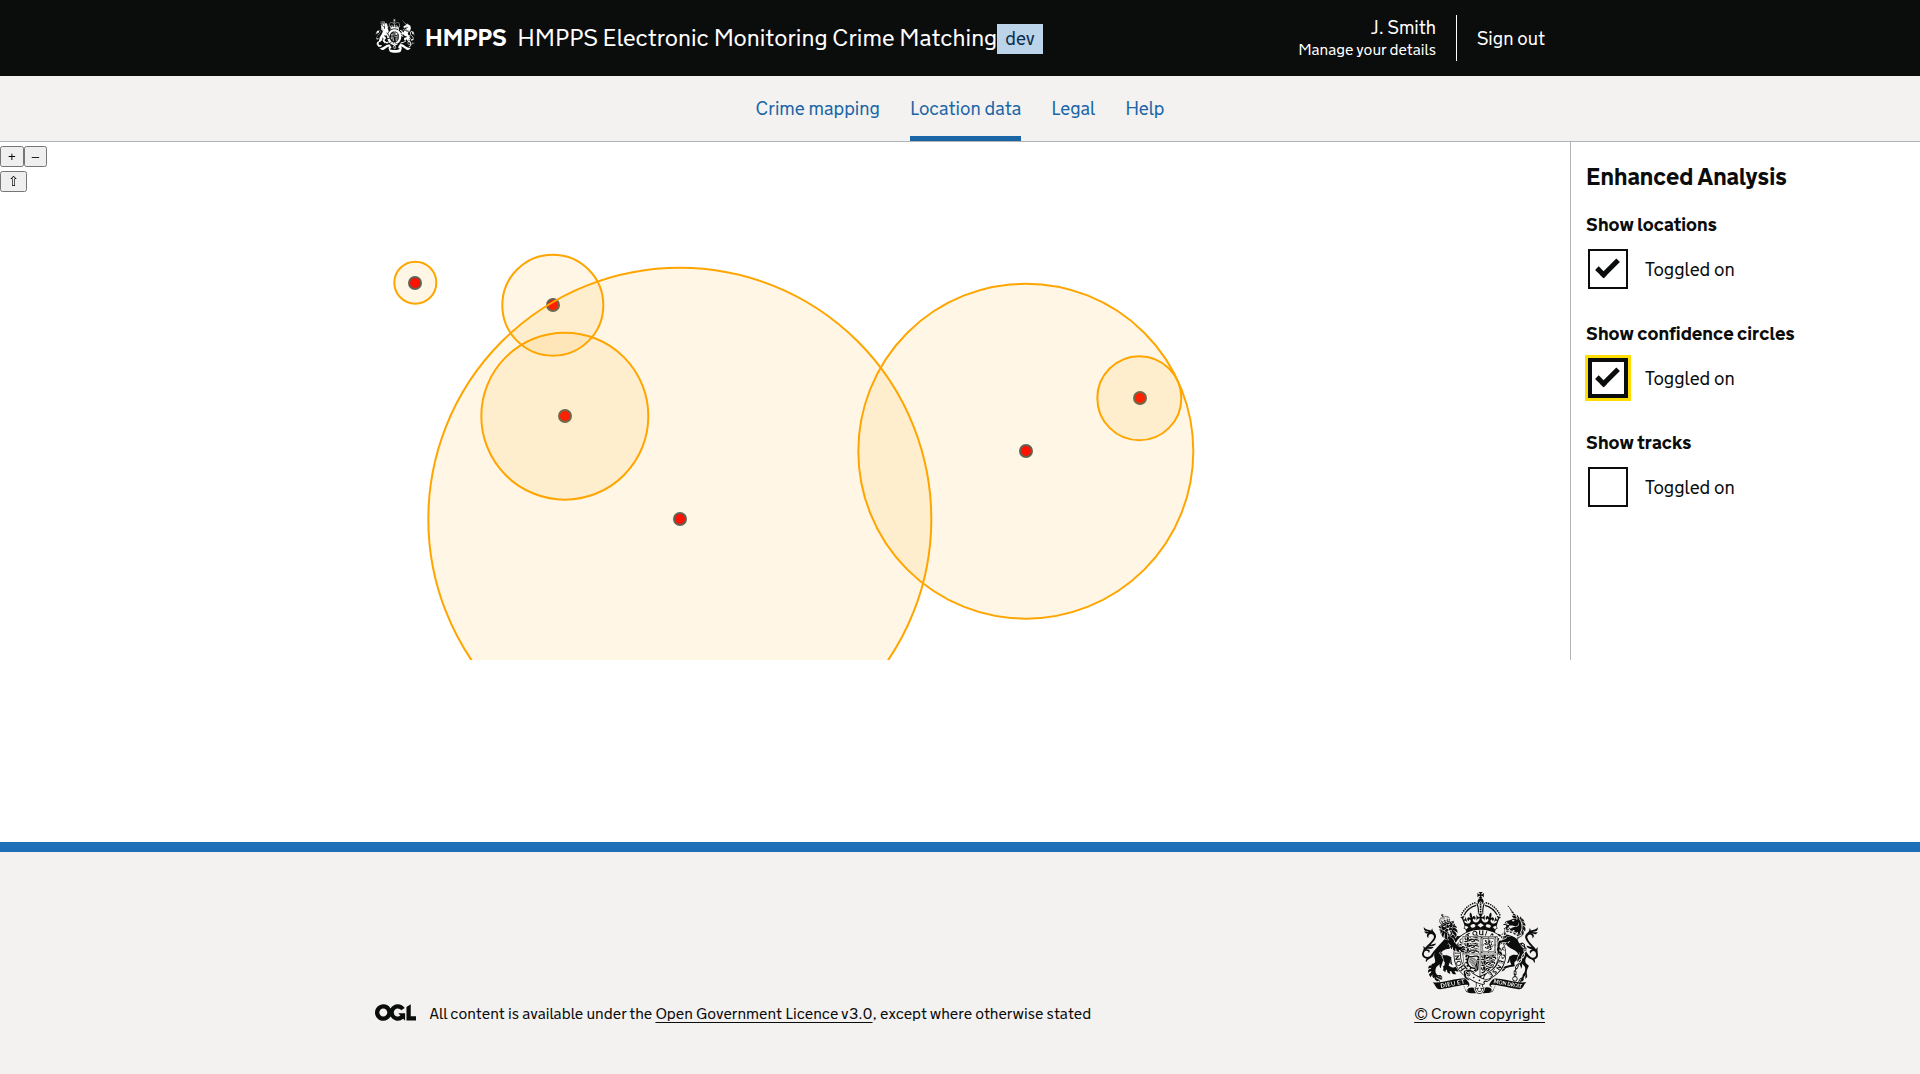 HMPPS HMPPS Electronic Monitoring Crime Matching dev
J. Smith
Manage your details
Sign out
Crime mapping Location data Legal Help
+ –
⇧
Enhanced Analysis
Show locations
Toggled on
Show confidence circles
Toggled on
Show tracks
Toggled on
OGL All content is available under the Open Government Licence v3.0, except where otherwise stated
© Crown copyright